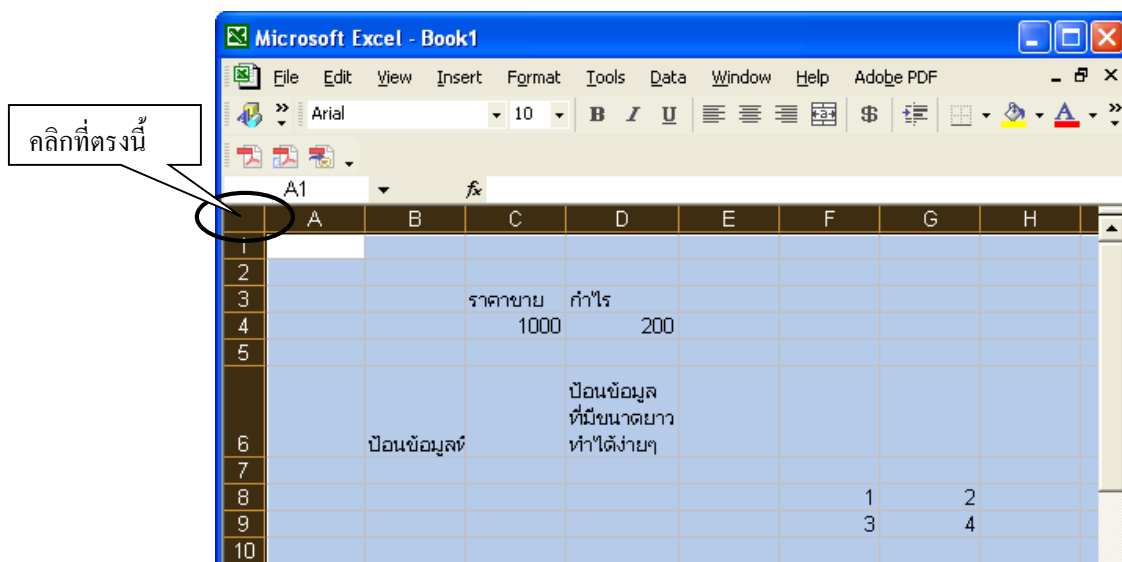 Microsoft Excel - Book1
File Edit View Insert Format Tools Data Window Help Adobe PDF
Arial 10 B I U $ A
คลิกที่ตรงนี้
A1 fx
A B C D E F G H
1
2
3 ราคาขาย กำไร
4 1000 200
5
ป้อนข้อมูล
ที่มีขนาดยาว
6 ป้อนข้อมูลที่ ทำได้ง่ายๆ
7
8 1 2
9 3 4
10